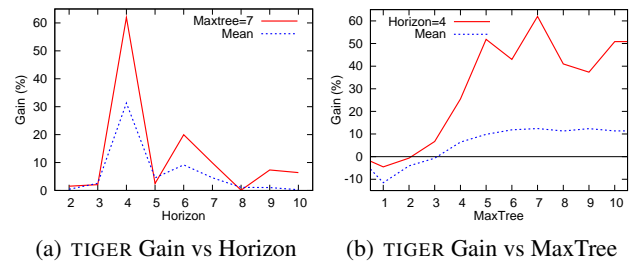 Maxtree=7
Mean
Gain (%)
60
50
40
30
20
10
0
2 3 4 5 6 7 8 9 10
Horizon
(a) TIGER Gain vs Horizon
Horizon=4
Mean
Gain (%)
60
50
40
30
20
10
0
-10
1 2 3 4 5 6 7 8 9 10
MaxTree
(b) TIGER Gain vs MaxTree